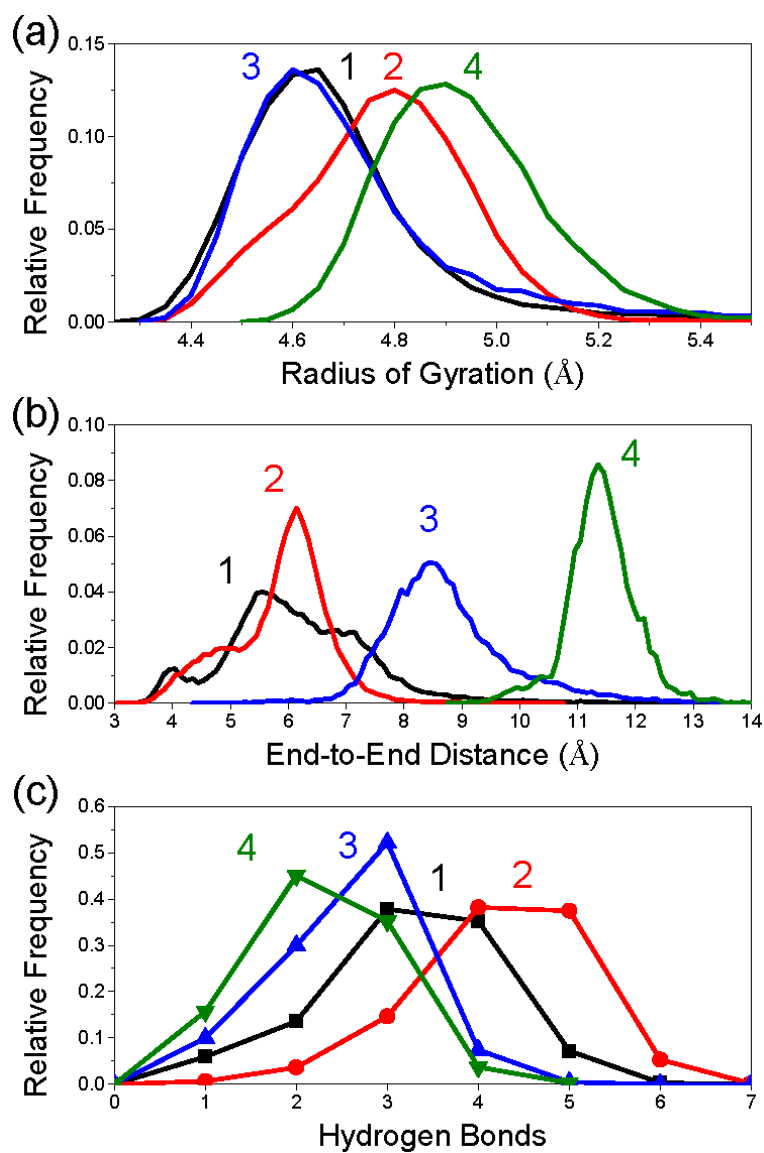 (a)
0.15
0.10
0.05
0.00
Relative Frequency
3 1 2 4
4.4 4.6 4.8 5.0 5.2 5.4
Radius of Gyration (Å)
(b)
0.10
0.08
0.06
0.04
0.02
0.00
Relative Frequency
1 2 3 4
3 4 5 6 7 8 9 10 11 12 13 14
End-to-End Distance (Å)
(c)
0.6
0.5
0.4
0.3
0.2
0.1
0.0
Relative Frequency
4 3 1 2
0 1 2 3 4 5 6 7
Hydrogen Bonds